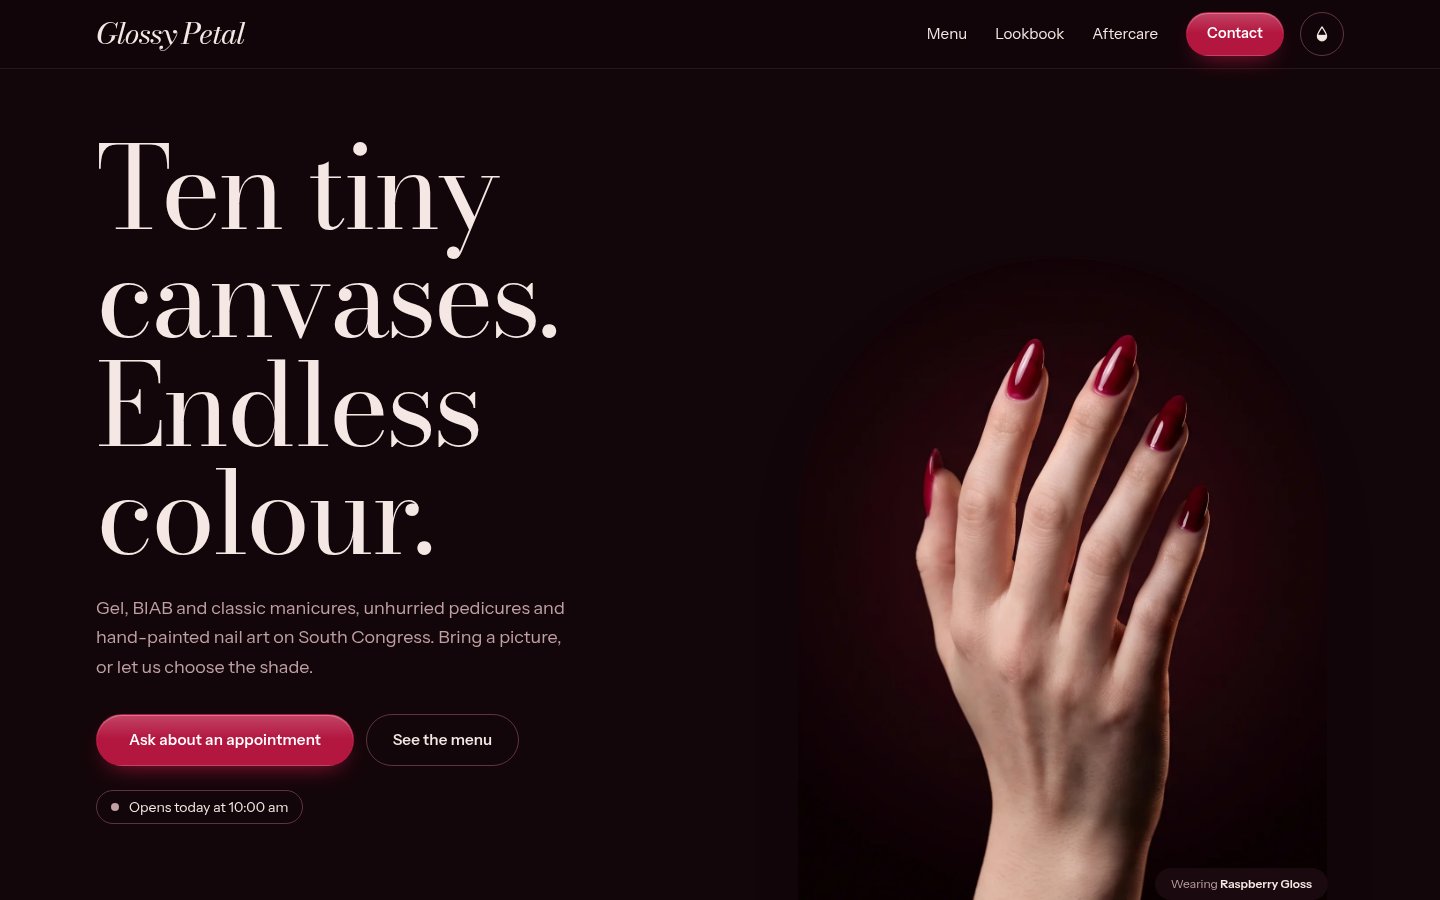 Glossy Petal
Menu
Lookbook
Aftercare
Contact
Ten tiny
canvases.
Endless
colour.
Gel, BIAB and classic manicures, unhurried pedicures and
hand-painted nail art on South Congress. Bring a picture,
or let us choose the shade.
Ask about an appointment
See the menu
Opens today at 10:00 am
Wearing Raspberry Gloss